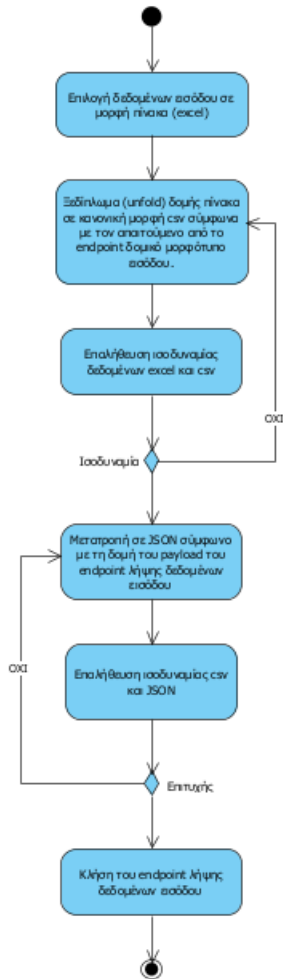 Επιλογή δεδομένων εισόδου σε
μορφή πίνακα (excel)
Ξεδίπλωμα (unfold) δομής πίνακα
σε κανονική μορφή csv σύμφωνα
με τον απαιτούμενο από το
endpoint δομικό μορφότυπο
εισόδου.
Επαλήθευση ισοδυναμίας
δεδομένων excel και csv
ΟΧΙ
Ισοδυναμία
Μετατροπή σε JSON σύμφωνο
με τη δομή του payload του
endpoint λήψης δεδομένων
εισόδου
ΟΧΙ
Επαλήθευση ισοδυναμίας csv
και JSON
Επιτυχής
Κλήση του endpoint λήψης
δεδομένων εισόδου